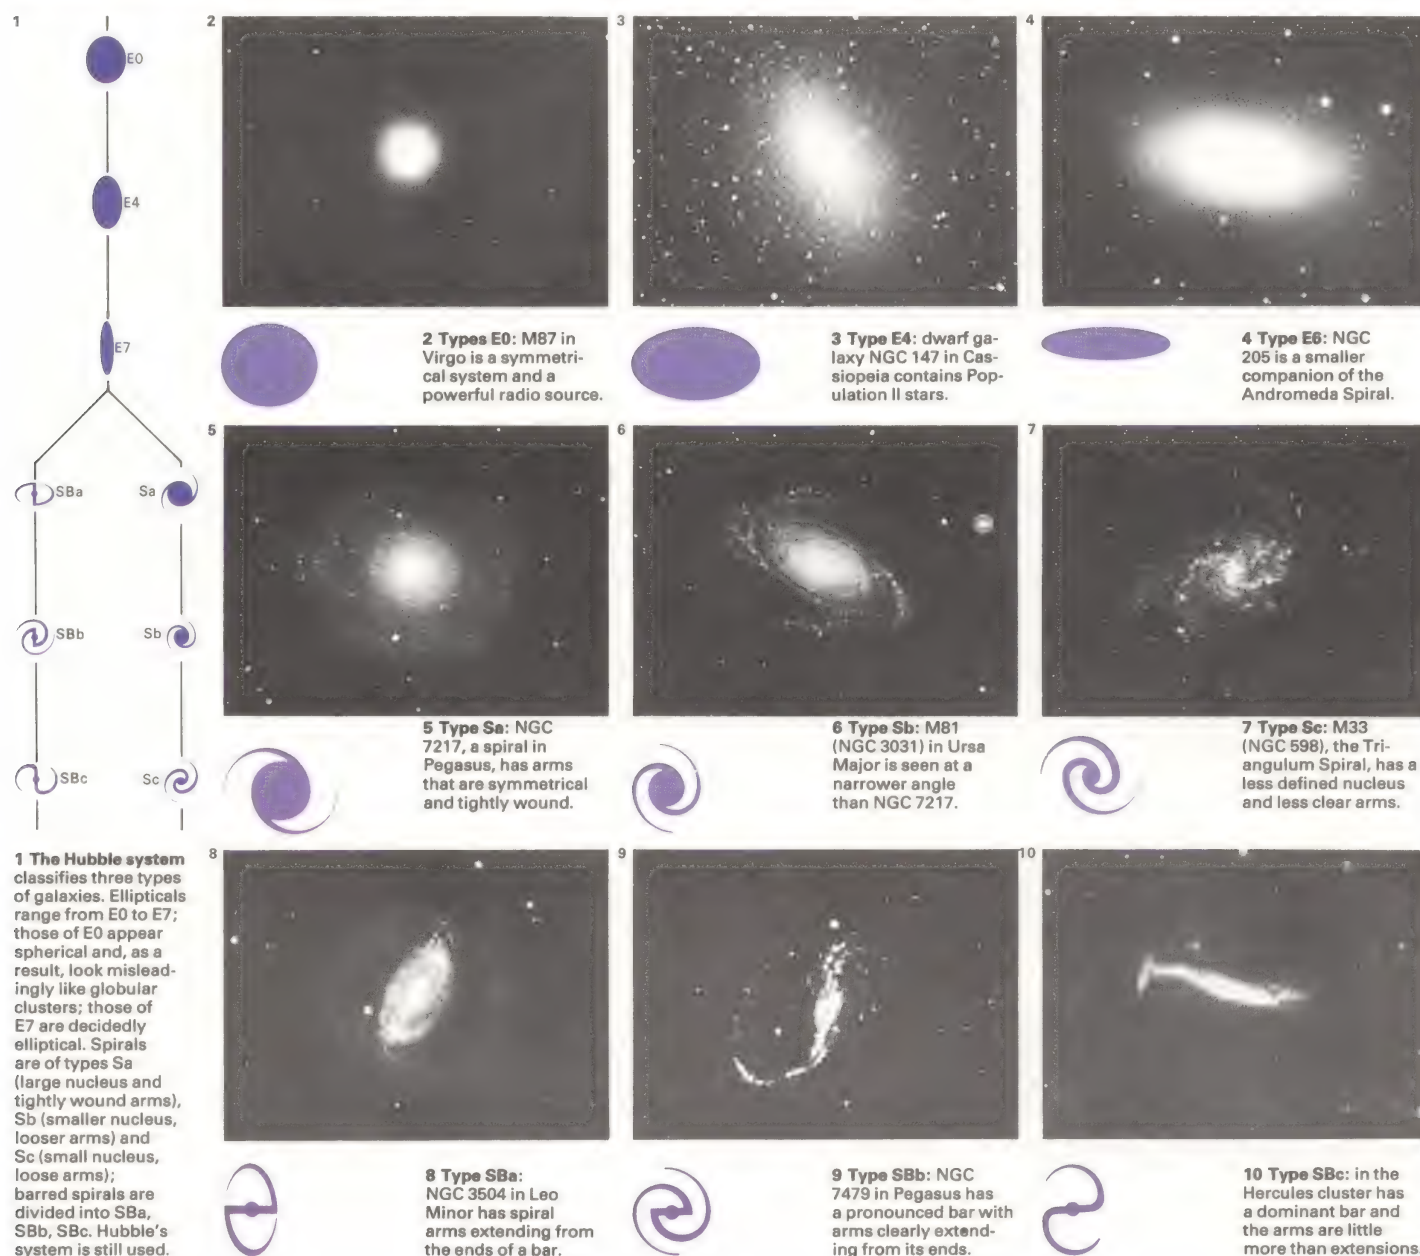 1
E0
E4
E7
SBa
Sa
SBb
Sb
SBc
Sc
1 The Hubble system
classifies three types
of galaxies. Ellipticals
range from E0 to E7;
those of E0 appear
spherical and, as a
result, look mislead-
ingly like globular
clusters; those of
E7 are decidedly
elliptical. Spirals
are of types Sa
(large nucleus and
tightly wound arms),
Sb (smaller nucleus,
looser arms) and
Sc (small nucleus,
loose arms);
barred spirals are
divided into SBa,
SBb, SBc. Hubble's
system is still used.
2
2 Types E0: M87 in
Virgo is a symmetri-
cal system and a
powerful radio source.
3
3 Type E4: dwarf ga-
laxy NGC 147 in Cas-
siopeia contains Pop-
ulation II stars.
4
4 Type E6: NGC
205 is a smaller
companion of the
Andromeda Spiral.
5
5 Type Sa: NGC
7217, a spiral in
Pegasus, has arms
that are symmetrical
and tightly wound.
6
6 Type Sb: M81
(NGC 3031) in Ursa
Major is seen at a
narrower angle
than NGC 7217.
7
7 Type Sc: M33
(NGC 598), the Tri-
angulum Spiral, has a
less defined nucleus
and less clear arms.
8
8 Type SBa:
NGC 3504 in Leo
Minor has spiral
arms extending from
the ends of a bar.
9
9 Type SBb: NGC
7479 in Pegasus has
a pronounced bar with
arms clearly extend-
ing from its ends.
10
10 Type SBc: in the
Hercules cluster has
a dominant bar and
the arms are little
more than extensions